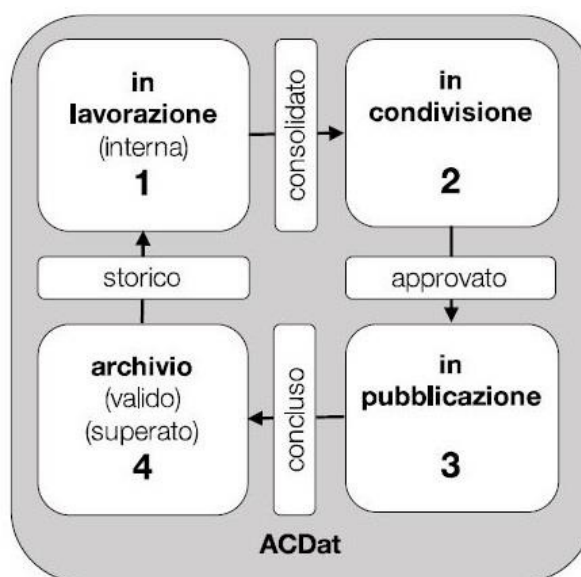 in
lavorazione
(interna)
1
consolidato
in
condivisione
2
storico
approvato
archivio
(valido)
(superato)
4
concluso
in
pubblicazione
3
ACDat